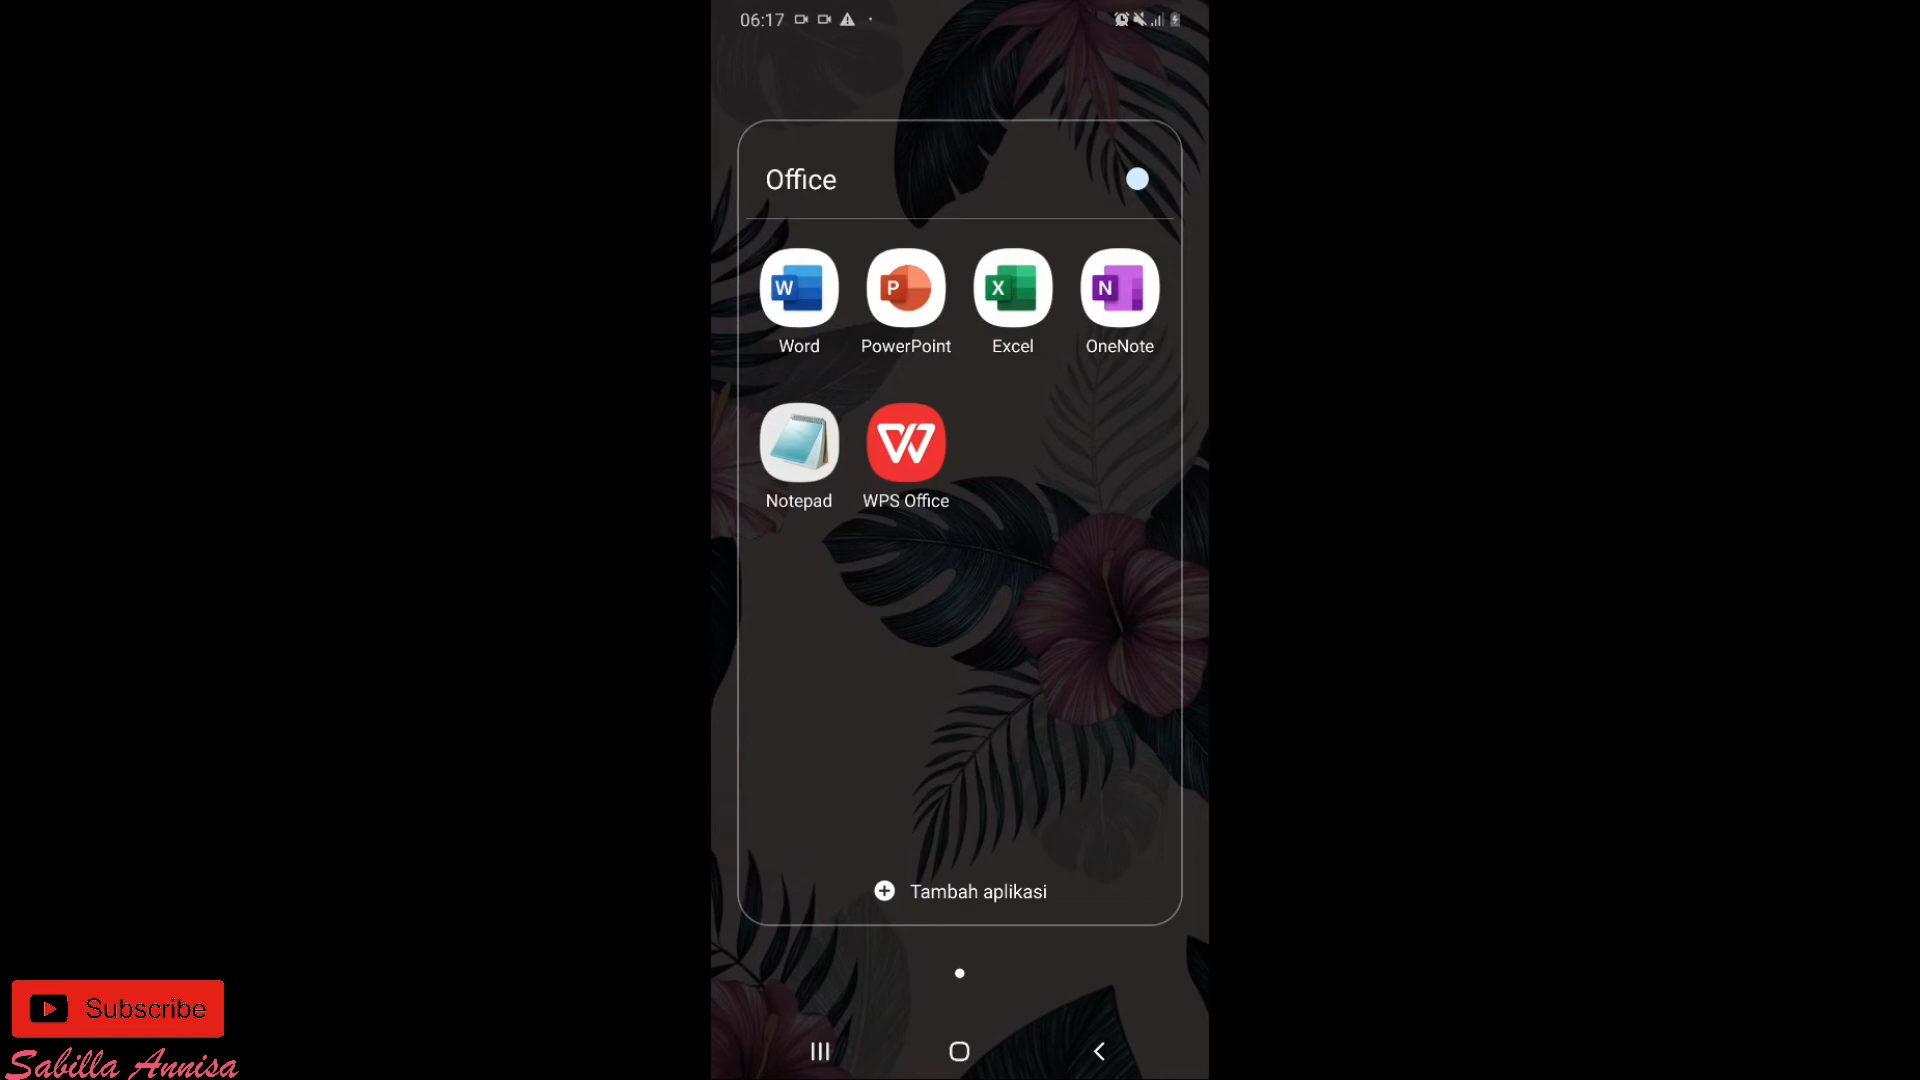 06:17
Office
W P X N
Word PowerPoint Excel OneNote
W
Notepad WPS Office
Tambah aplikasi
Subscribe
Sabilla Annisa